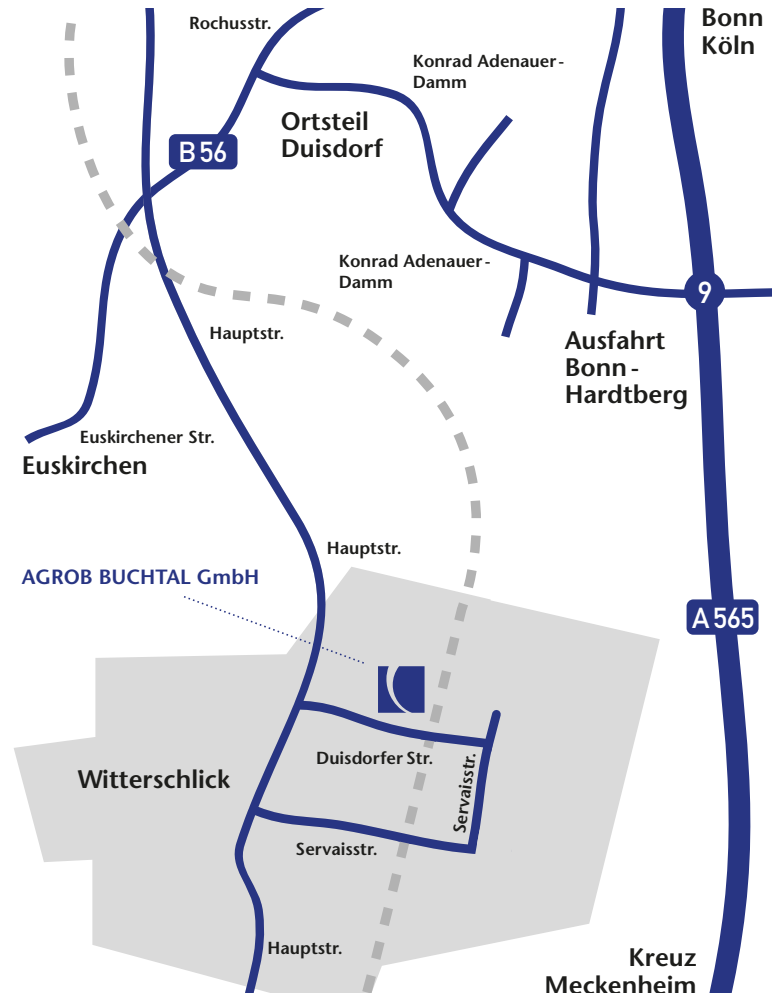 Bonn
Köln
Rochusstr.
Konrad Adenauer-
Damm
Ortsteil
Duisdorf
B 56
Konrad Adenauer-
Damm
9
Hauptstr.
Ausfahrt
Bonn-
Hardtberg
Euskirchener Str.
Euskirchen
Hauptstr.
AGROB BUCHTAL GmbH
A 565
Duisdorfer Str.
Servaisstr.
Witterschlick
Servaisstr.
Hauptstr.
Kreuz
Meckenheim